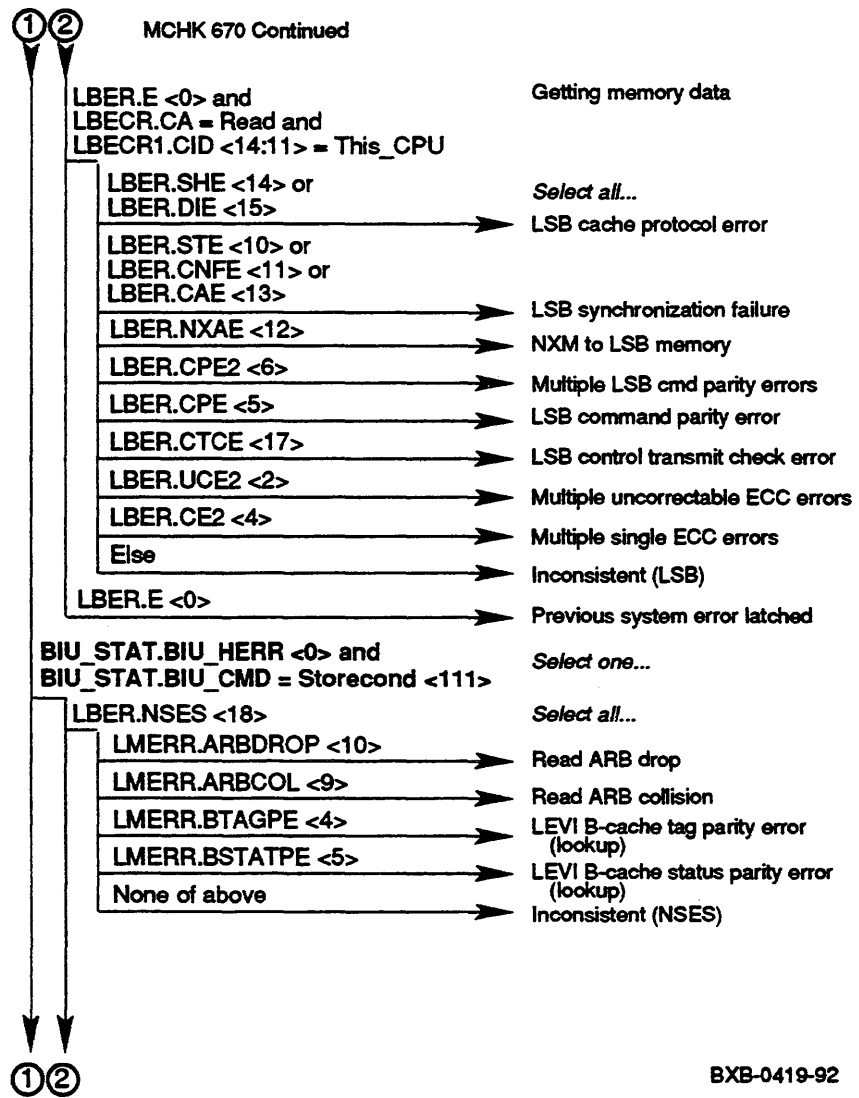 ① ② MCHK 670 Continued
LBER.E <0> and Getting memory data
LBECR.CA = Read and
LBECR1.CID <14:11> = This_CPU
LBER.SHE <14> or Select all...
LBER.DIE <15> LSB cache protocol error
LBER.STE <10> or
LBER.CNFE <11> or
LBER.CAE <13> LSB synchronization failure
LBER.NXAE <12> NXM to LSB memory
LBER.CPE2 <6> Multiple LSB cmd parity errors
LBER.CPE <5> LSB command parity error
LBER.CTCE <17> LSB control transmit check error
LBER.UCE2 <2> Multiple uncorrectable ECC errors
LBER.CE2 <4> Multiple single ECC errors
Else Inconsistent (LSB)
LBER.E <0> Previous system error latched
BIU_STAT.BIU_HERR <0> and Select one...
BIU_STAT.BIU_CMD = Storecond <111>
LBER.NSES <18> Select all...
LMERR.ARBDROP <10> Read ARB drop
LMERR.ARBCOL <9> Read ARB collision
LMERR.BTAGPE <4> LEVI B-cache tag parity error
(lookup)
LMERR.BSTATPE <5> LEVI B-cache status parity error
(lookup)
None of above Inconsistent (NSES)
① ② BXB-0419-92